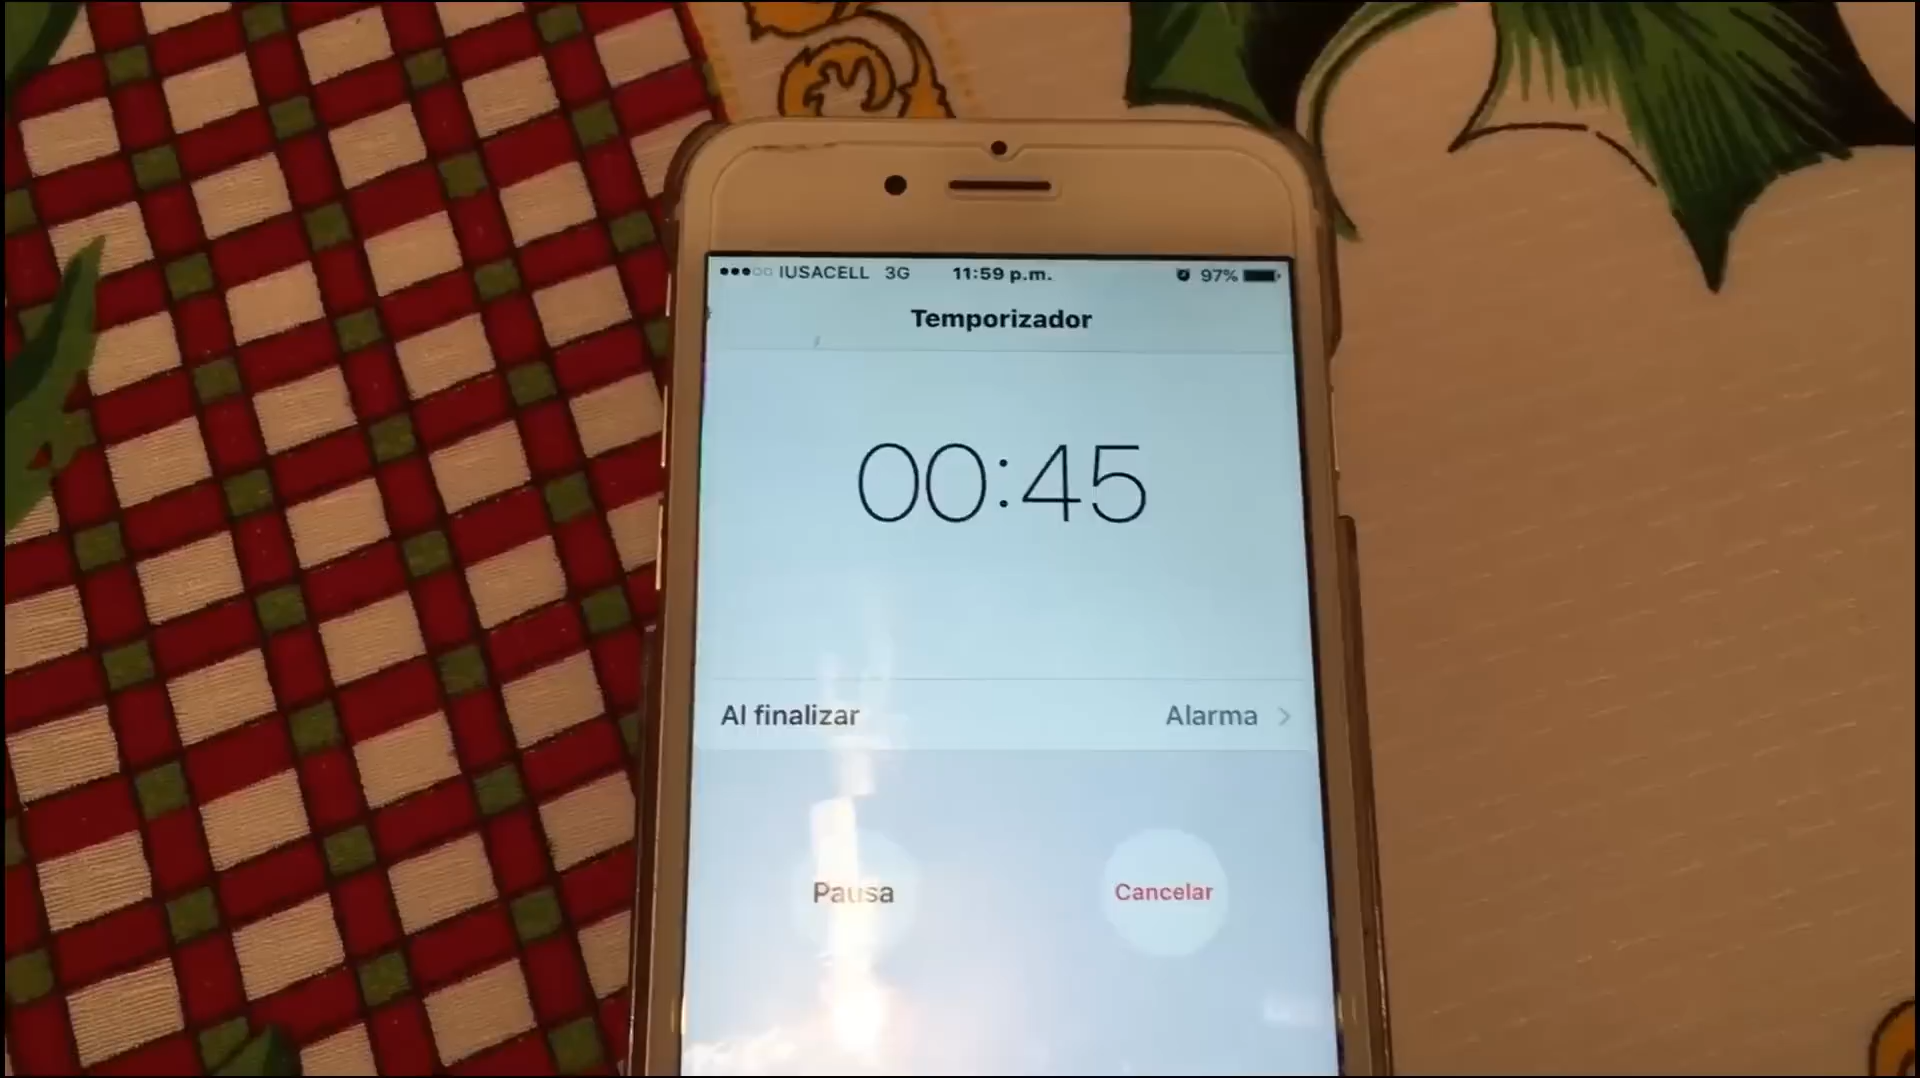 IUSACELL 3G 11:59 p.m. 97%
Temporizador
00:45
Al finalizar Alarma
Pausa Cancelar